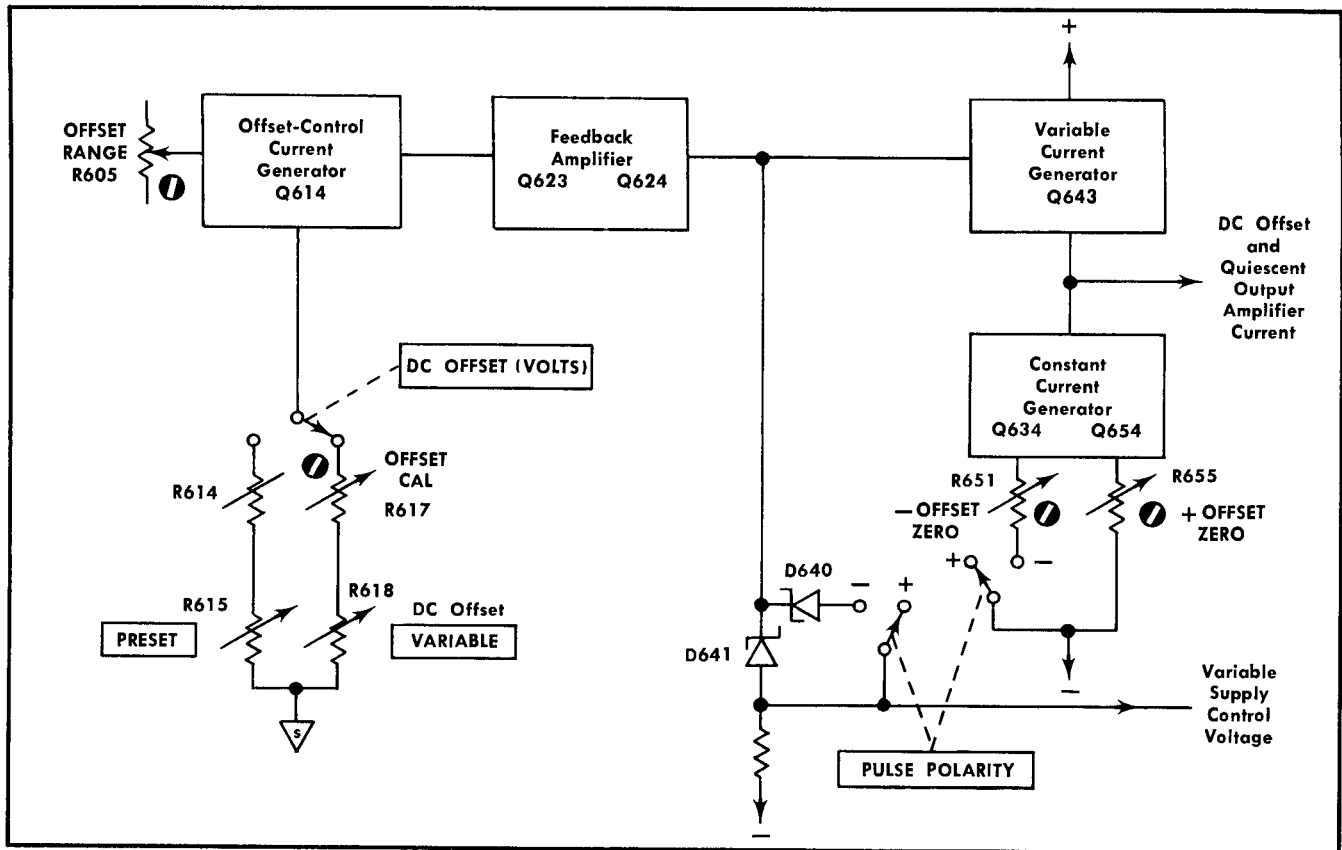 +
OFFSET
RANGE
R605
Offset-Control
Current
Generator
Q614
Feedback
Amplifier
Q623 Q624
Variable
Current
Generator
Q643
DC Offset
and
Quiescent
Output
Amplifier
Current
DC OFFSET (VOLTS)
Constant
Current
Generator
Q634 Q654
R614
OFFSET
CAL
R617
R651
— OFFSET
ZERO
R655
+ OFFSET
ZERO
+
—
D640
—
+
R615
PRESET
R618
DC Offset
VARIABLE
D641
—
Variable
Supply
Control
Voltage
S
PULSE POLARITY
—